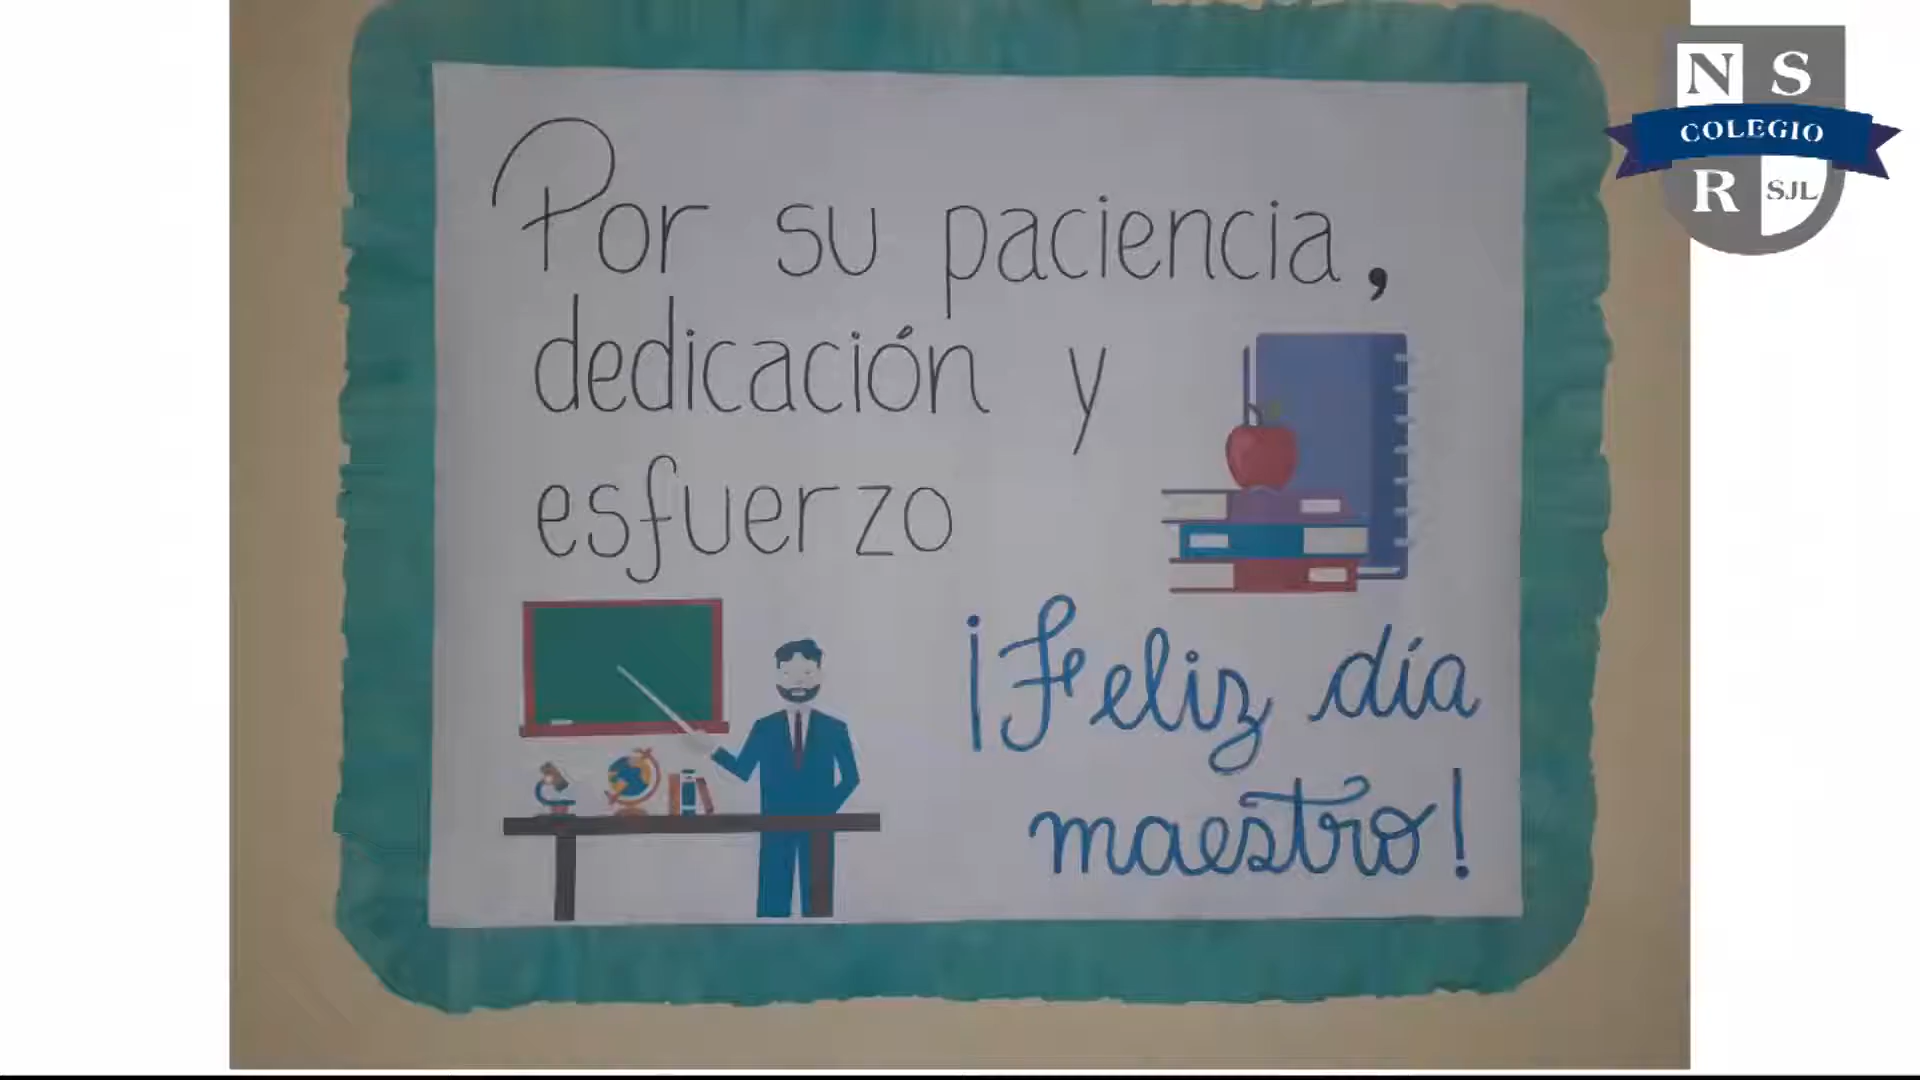 Por su paciencia,
dedicación y
esfuerzo
¡Feliz día
maestro!
N S
COLEGIO
R SJL